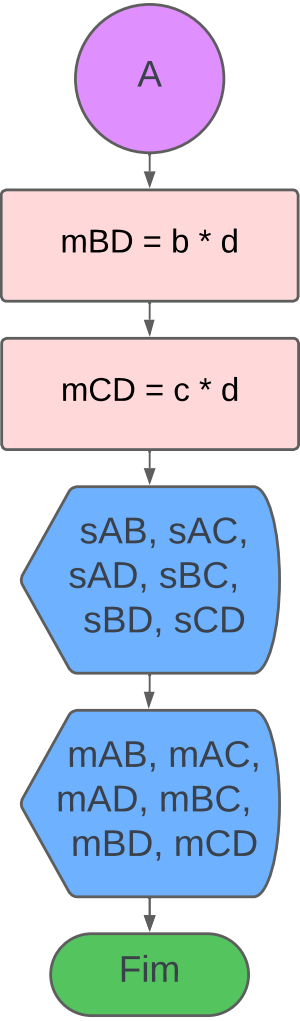 A
mBD = b * d
mCD = c * d
sAB, sAC,
sAD, sBC,
sBD, sCD
mAB, mAC,
mAD, mBC,
mBD, mCD
Fim